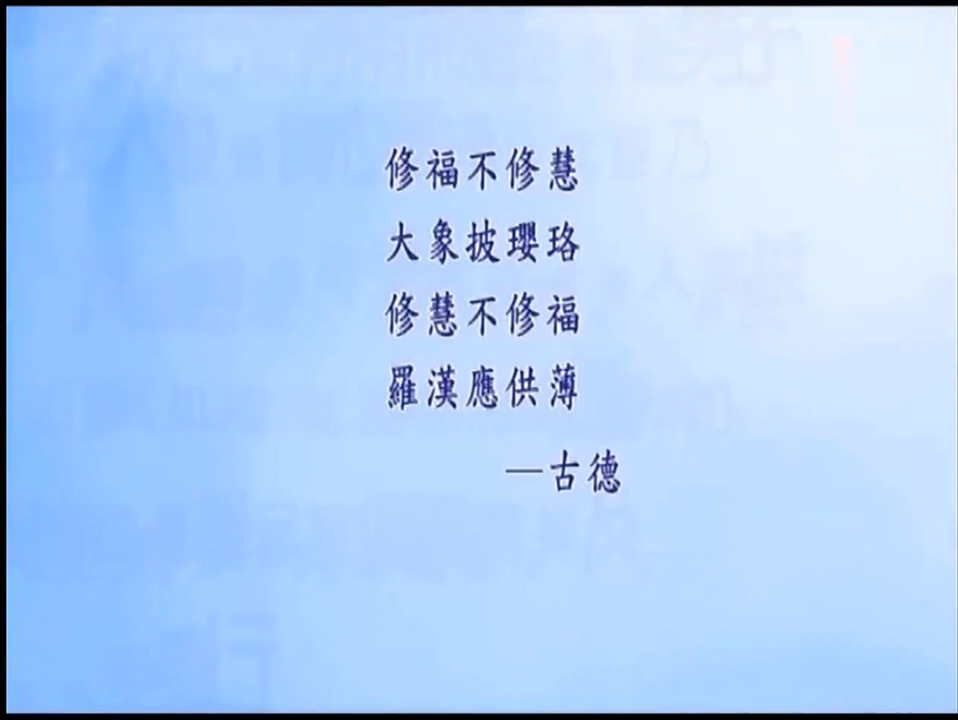 修福不修慧
大象披瓔珞
修慧不修福
羅漢應供薄
—古德